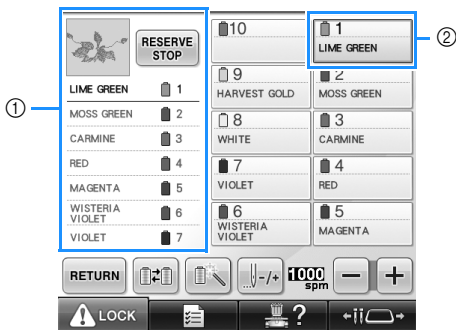 RESERVE
STOP
LIME GREEN 1
MOSS GREEN 2
CARMINE 3
RED 4
MAGENTA 5
WISTERIA
VIOLET 6
VIOLET 7
①
10
1
LIME GREEN
②
9
HARVEST GOLD
2
MOSS GREEN
8
WHITE
3
CARMINE
7
VIOLET
4
RED
6
WISTERIA
VIOLET
5
MAGENTA
RETURN
-/+
1000
spm
−
+
LOCK
?